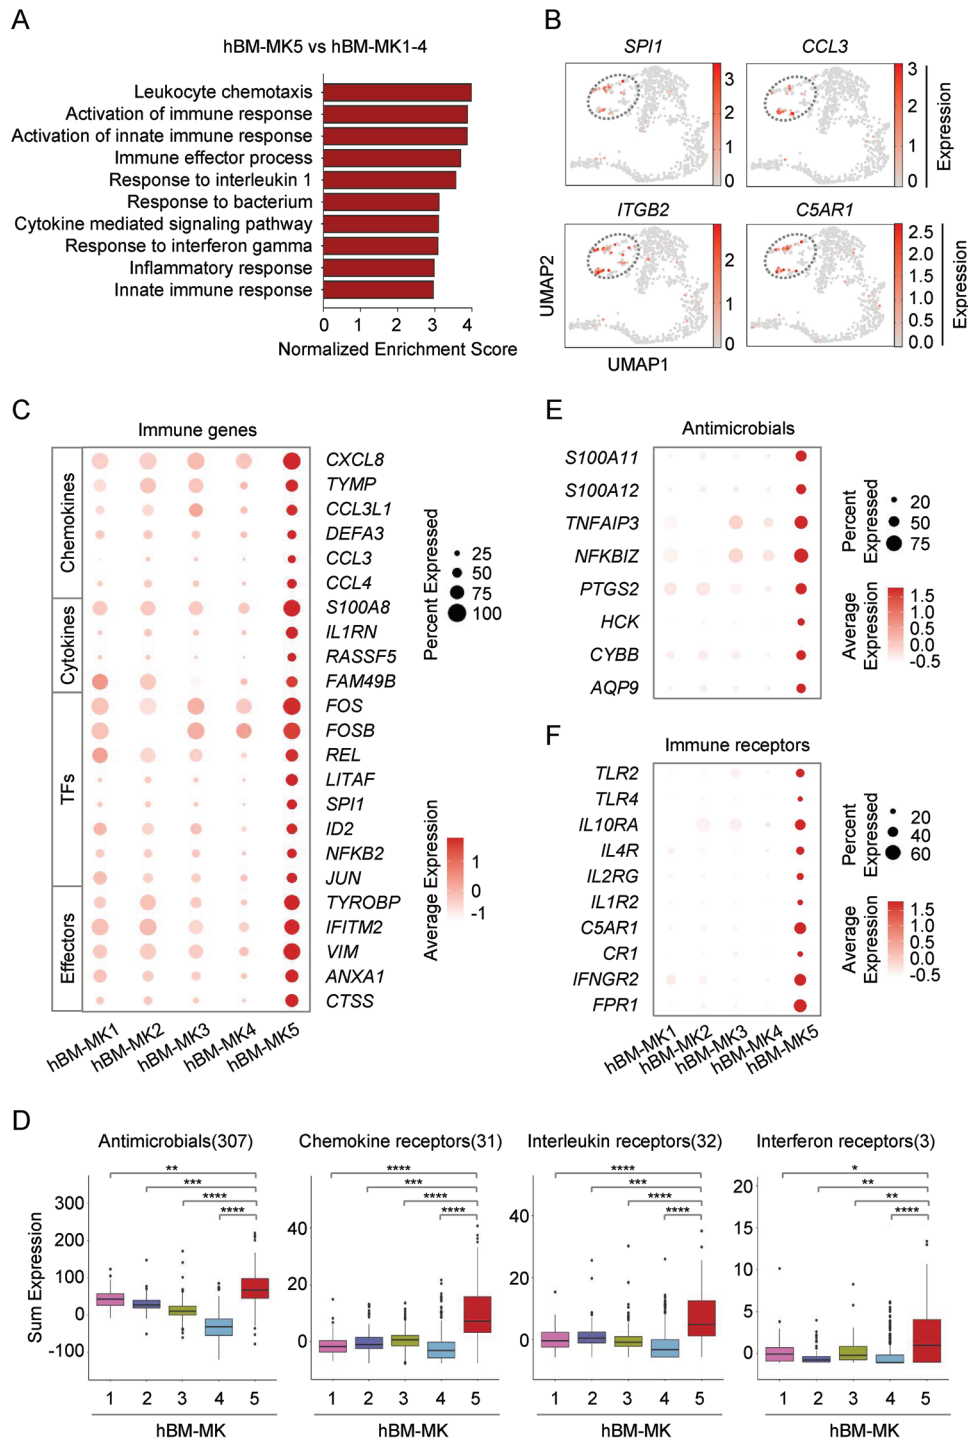 A
hBM-MK5 vs hBM-MK1-4
Leukocyte chemotaxis
Activation of immune response
Activation of innate immune response
Immune effector process
Response to interleukin 1
Response to bacterium
Cytokine mediated signaling pathway
Response to interferon gamma
Inflammatory response
Innate immune response
0 1 2 3 4
Normalized Enrichment Score
B
SPI1
3
2
1
0
CCL3
3
2
1
0
Expression
ITGB2
2
1
0
C5AR1
2.5
2.0
1.5
1.0
0.5
0.0
Expression
UMAP2
UMAP1
C
Immune genes
Chemokines
Cytokines
TFs
Effectors
CXCL8
TYMP
CCL3L1
DEFA3
CCL3
CCL4
S100A8
IL1RN
RASSF5
FAM49B
FOS
FOSB
REL
LITAF
SPI1
ID2
NFKB2
JUN
TYROBP
IFITM2
VIM
ANXA1
CTSS
hBM-MK1
hBM-MK2
hBM-MK3
hBM-MK4
hBM-MK5
Percent Expressed
25
50
75
100
Average Expression
1
0
-1
E
Antimicrobials
S100A11
S100A12
TNFAIP3
NFKBIZ
PTGS2
HCK
CYBB
AQP9
Percent
Expressed
20
50
75
Average
Expression
1.5
1.0
0.0
-0.5
F
Immune receptors
TLR2
TLR4
IL10RA
IL4R
IL2RG
IL1R2
C5AR1
CR1
IFNGR2
FPR1
hBM-MK1
hBM-MK2
hBM-MK3
hBM-MK4
hBM-MK5
Percent
Expressed
20
40
60
Average
Expression
1.5
1.0
0.0
-0.5
D
Sum Expression
Antimicrobials(307)
** *** **** ****
300
200
100
0
-100
1 2 3 4 5
hBM-MK
Chemokine receptors(31)
**** *** **** ****
40
20
0
1 2 3 4 5
hBM-MK
Interleukin receptors(32)
**** *** **** ****
40
20
0
1 2 3 4 5
hBM-MK
Interferon receptors(3)
* ** ** ****
20
15
10
5
0
1 2 3 4 5
hBM-MK